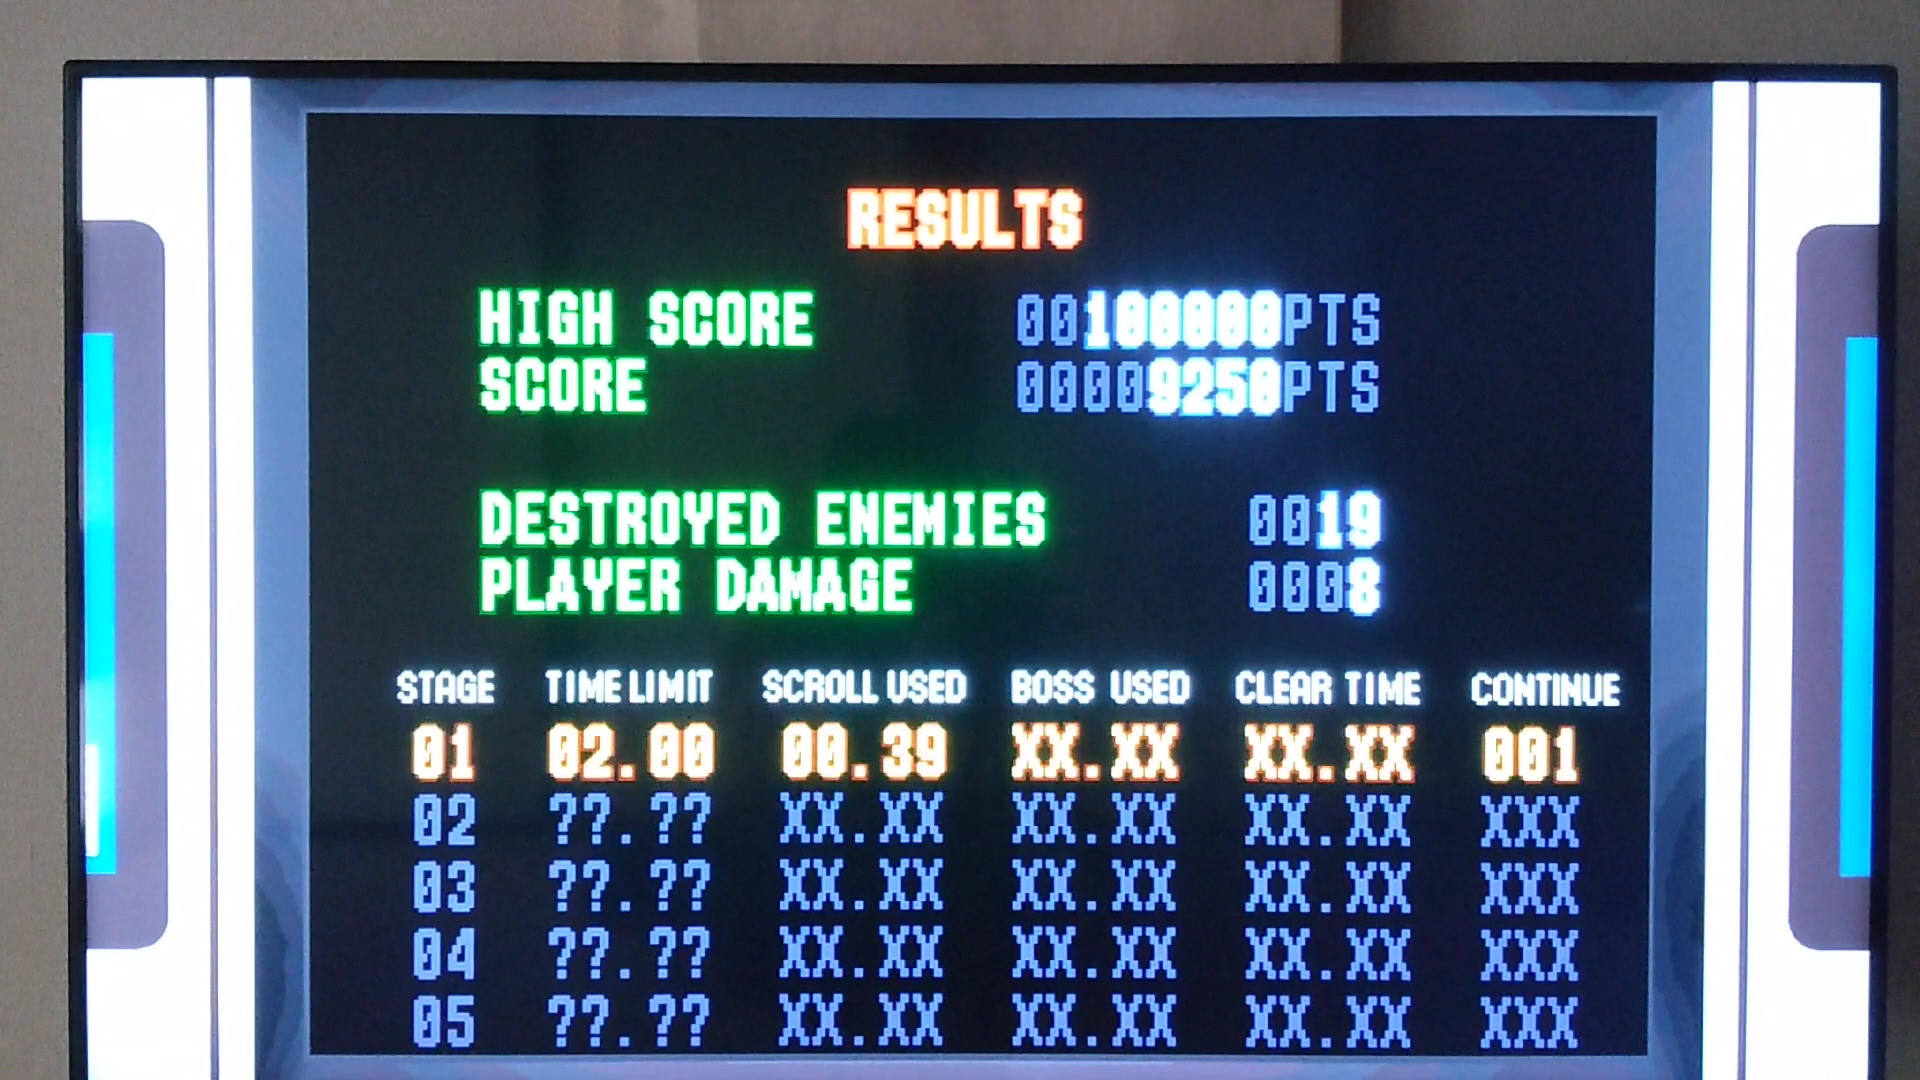 RESULTS
HIGH SCORE 00100000PTS
SCORE 00009250PTS
DESTROYED ENEMIES 0019
PLAYER DAMAGE 0008
STAGE TIME LIMIT SCROLL USED BOSS USED CLEAR TIME CONTINUE
01 02.00 00.39 XX.XX XX.XX 001
02 ??.?? XX.XX XX.XX XX.XX XXX
03 ??.?? XX.XX XX.XX XX.XX XXX
04 ??.?? XX.XX XX.XX XX.XX XXX
05 ??.?? XX.XX XX.XX XX.XX XXX